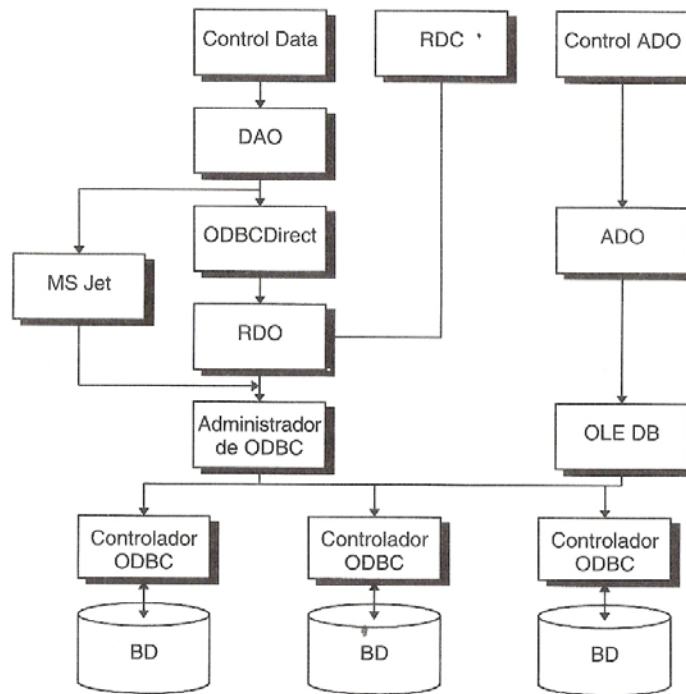 Control Data
RDC
Control ADO
DAO
ODBCDirect
ADO
MS Jet
RDO
Administrador
de ODBC
OLE DB
Controlador
ODBC
Controlador
ODBC
Controlador
ODBC
BD
BD
BD